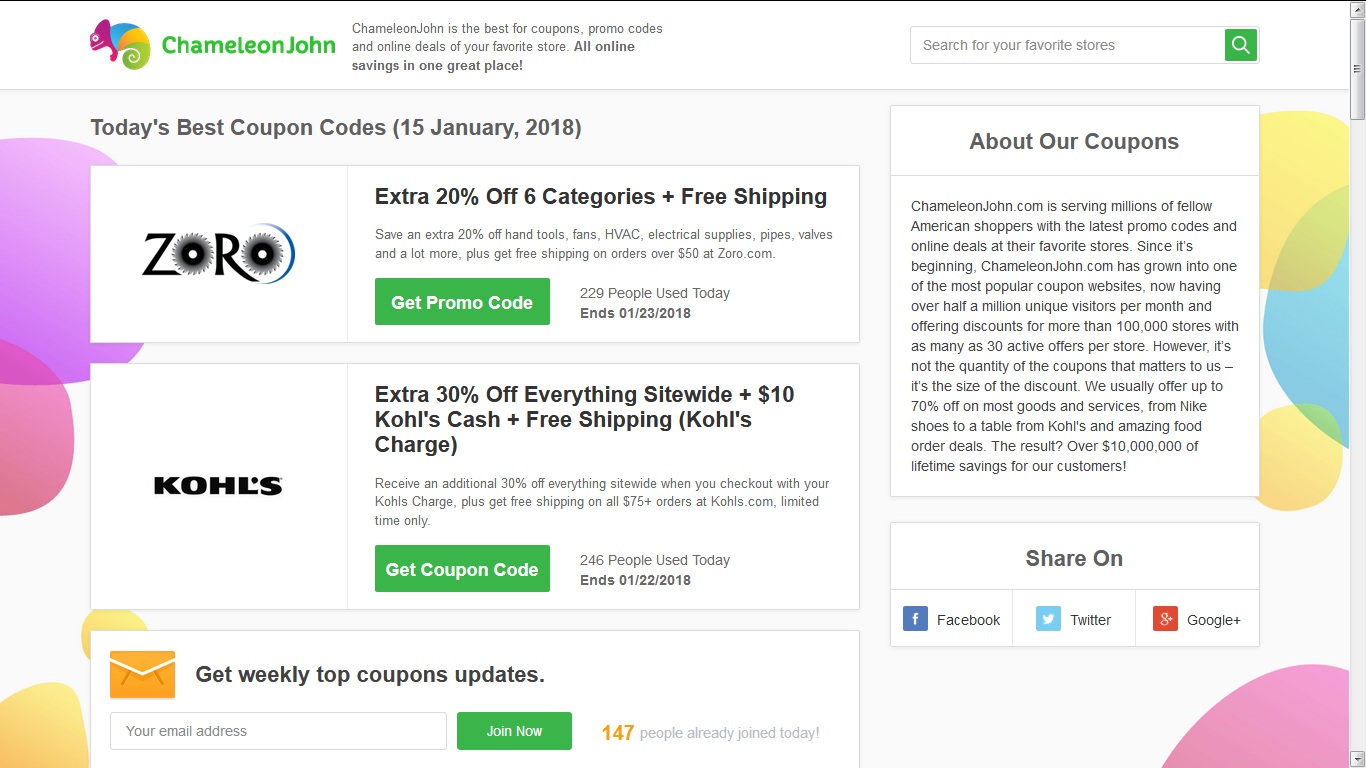 ChameleonJohn
ChameleonJohn is the best for coupons, promo codes
and online deals of your favorite store. All online
savings in one great place!
Search for your favorite stores
Today's Best Coupon Codes (15 January, 2018)
ZORO
Extra 20% Off 6 Categories + Free Shipping
Save an extra 20% off hand tools, fans, HVAC, electrical supplies, pipes, valves
and a lot more, plus get free shipping on orders over $50 at Zoro.com.
Get Promo Code
229 People Used Today
Ends 01/23/2018
KOHL'S
Extra 30% Off Everything Sitewide + $10
Kohl's Cash + Free Shipping (Kohl's
Charge)
Receive an additional 30% off everything sitewide when you checkout with your
Kohls Charge, plus get free shipping on all $75+ orders at Kohls.com, limited
time only.
Get Coupon Code
246 People Used Today
Ends 01/22/2018
Get weekly top coupons updates.
Your email address
Join Now
147 people already joined today!
About Our Coupons
ChameleonJohn.com is serving millions of fellow
American shoppers with the latest promo codes and
online deals at their favorite stores. Since it's
beginning, ChameleonJohn.com has grown into one
of the most popular coupon websites, now having
over half a million unique visitors per month and
offering discounts for more than 100,000 stores with
as many as 30 active offers per store. However, it's
not the quantity of the coupons that matters to us –
it's the size of the discount. We usually offer up to
70% off on most goods and services, from Nike
shoes to a table from Kohl's and amazing food
order deals. The result? Over $10,000,000 of
lifetime savings for our customers!
Share On
Facebook
Twitter
Google+